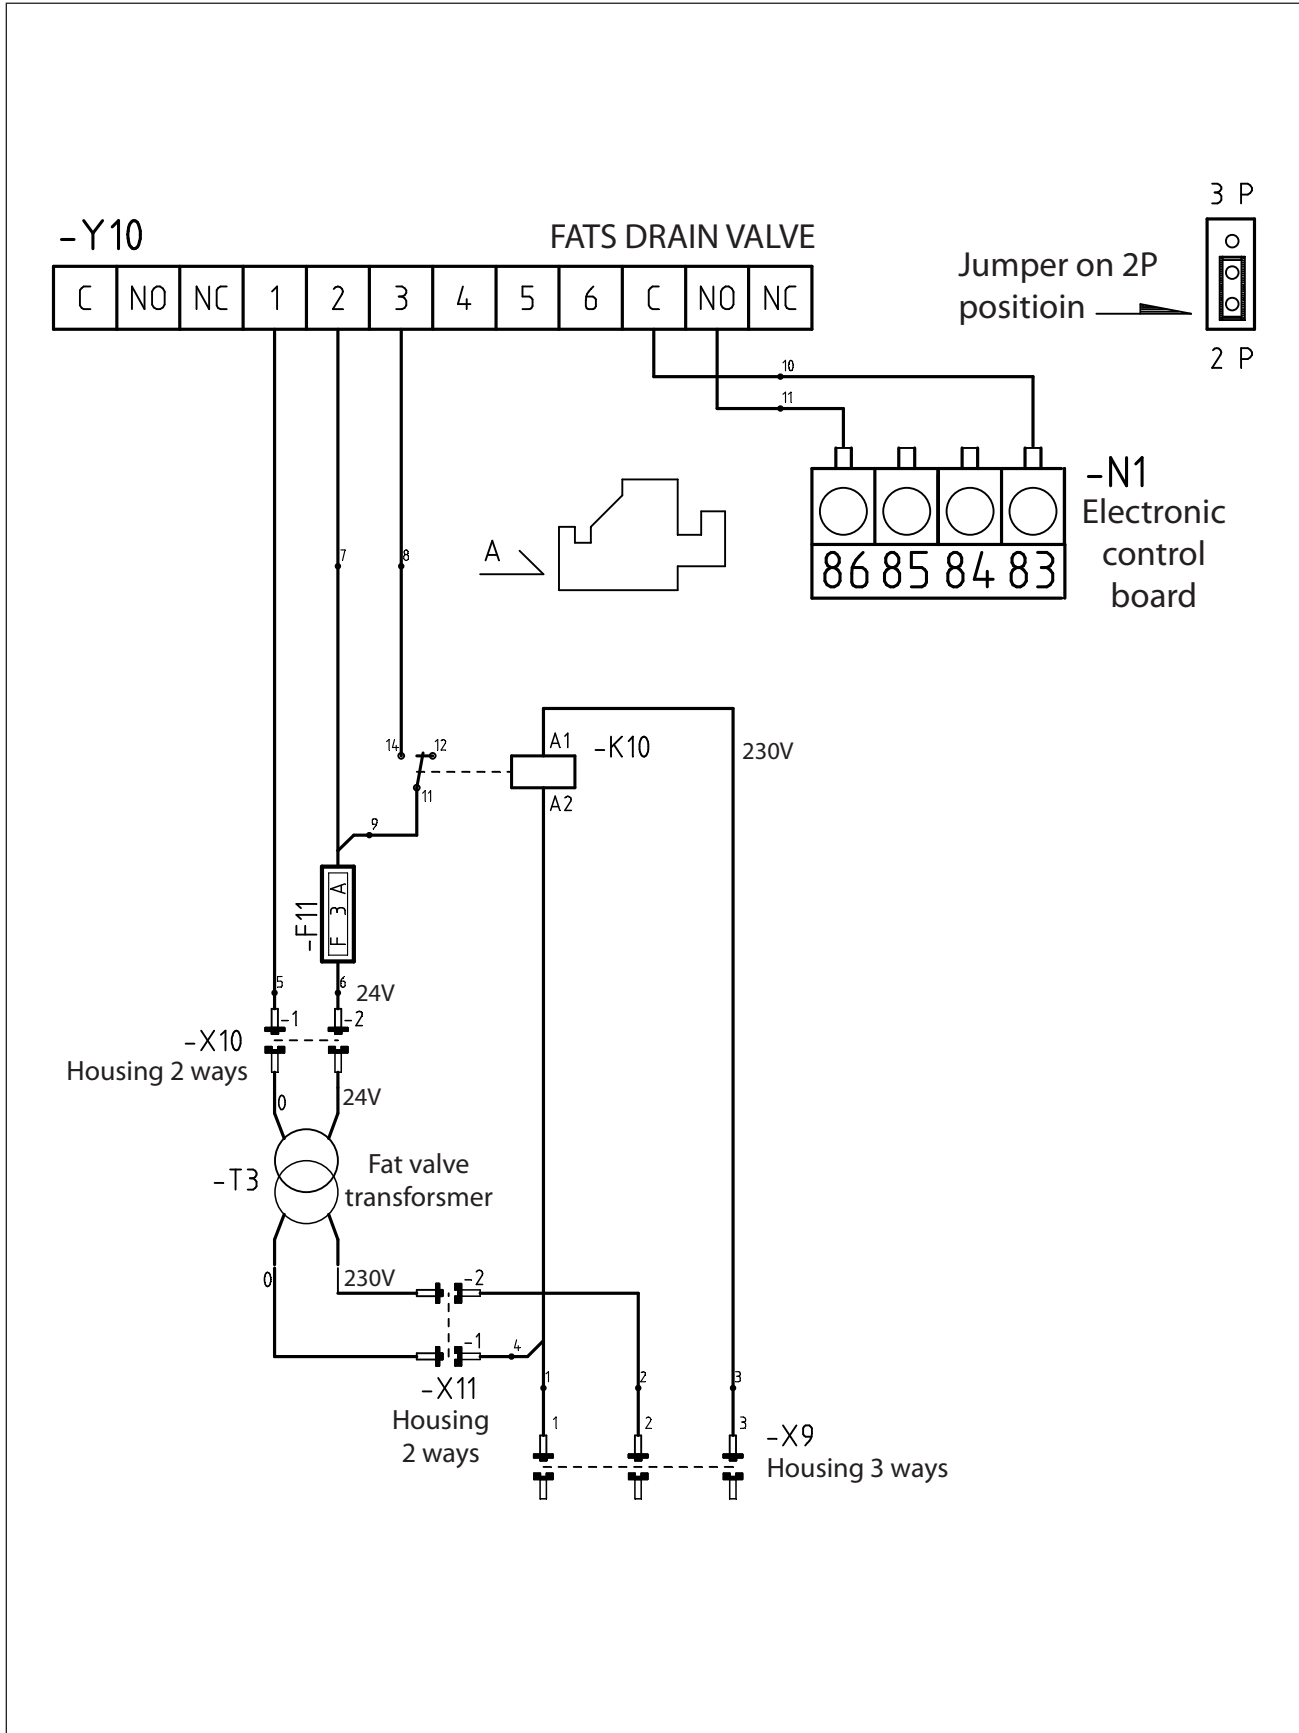 3 P
-Y10
FATS DRAIN VALVE
Jumper on 2P
positioin
C NO NC 1 2 3 4 5 6 C NO NC
2 P
10
11
-N1
Electronic
control
board
86 85 84 83
A
7
8
14
12
11
A1
A2
-K10
230V
9
-F11
F 3 A
5
6
24V
-1
-2
-X10
Housing 2 ways
0
24V
-T3
Fat valve
transforsmer
0
230V
-2
-1
4
-X11
Housing
2 ways
1
2
3
1
2
3
-X9
Housing 3 ways